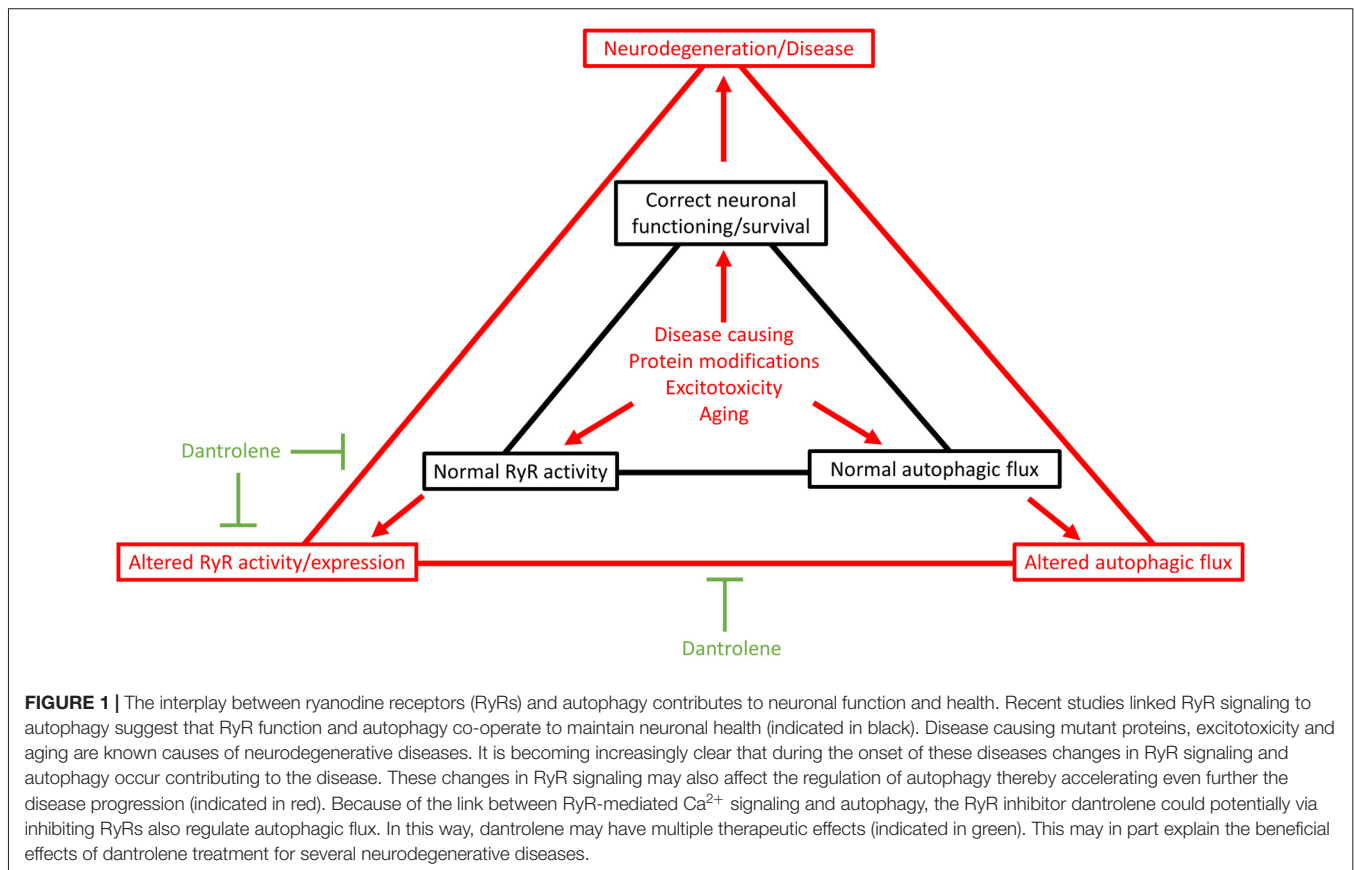 Neurodegeneration/Disease
Correct neuronal
functioning/survival
Disease causing
Protein modifications
Excitotoxicity
Aging
Dantrolene
Normal RyR activity
Normal autophagic flux
Altered RyR activity/expression
Altered autophagic flux
Dantrolene
FIGURE 1 | The interplay between ryanodine receptors (RyRs) and autophagy contributes to neuronal function and health. Recent studies linked RyR signaling to
autophagy suggest that RyR function and autophagy co-operate to maintain neuronal health (indicated in black). Disease causing mutant proteins, excitotoxicity and
aging are known causes of neurodegenerative diseases. It is becoming increasingly clear that during the onset of these diseases changes in RyR signaling and
autophagy occur contributing to the disease. These changes in RyR signaling may also affect the regulation of autophagy thereby accelerating even further the
disease progression (indicated in red). Because of the link between RyR-mediated Ca²⁺ signaling and autophagy, the RyR inhibitor dantrolene could potentially via
inhibiting RyRs also regulate autophagic flux. In this way, dantrolene may have multiple therapeutic effects (indicated in green). This may in part explain the beneficial
effects of dantrolene treatment for several neurodegenerative diseases.